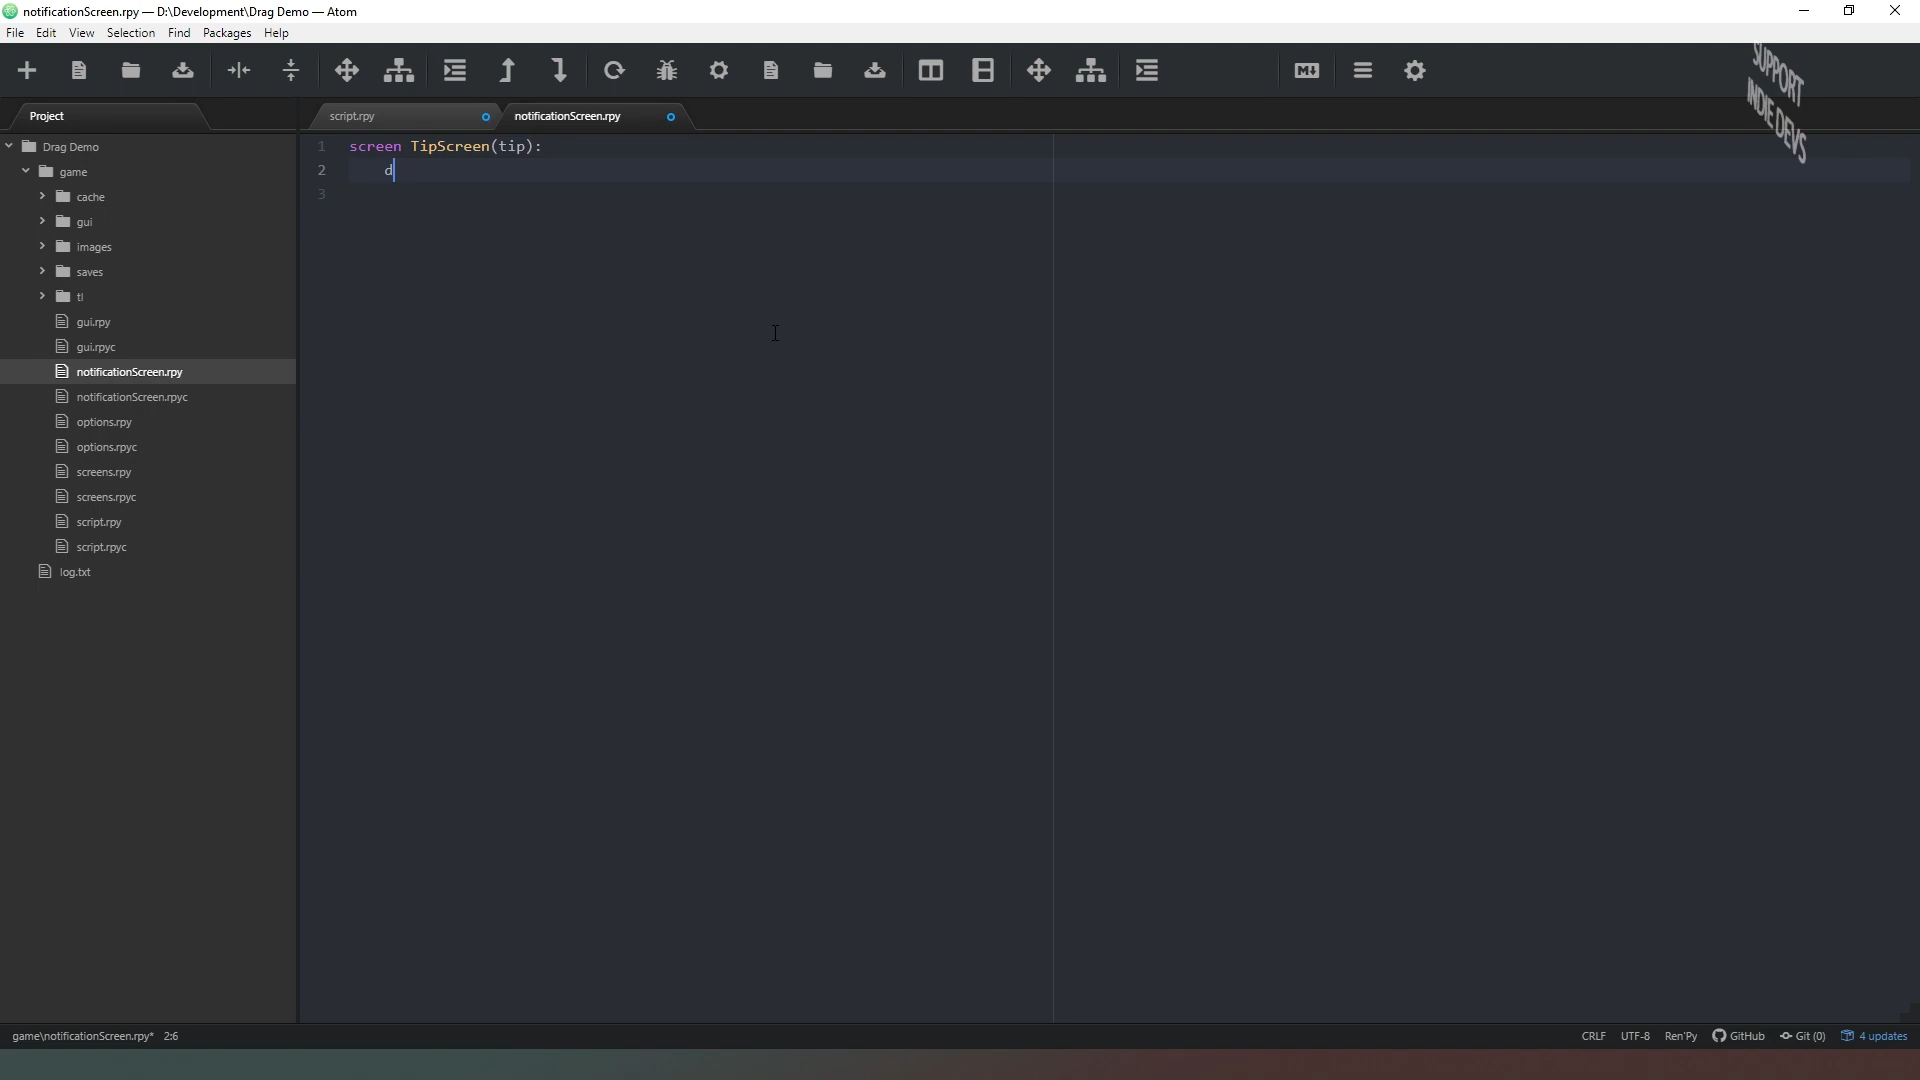 notificationScreen.rpy — D:\Development\Drag Demo — Atom
File Edit View Selection Find Packages Help
SUPPORT
INDIE DEVS
Project
script.rpy
notificationScreen.rpy
Drag Demo
game
cache
gui
images
saves
tl
gui.rpy
gui.rpyc
notificationScreen.rpy
notificationScreen.rpyc
options.rpy
options.rpyc
screens.rpy
screens.rpyc
script.rpy
script.rpyc
log.txt
1 screen TipScreen(tip):
2 d
3
game\notificationScreen.rpy* 2:6
CRLF UTF-8 Ren'Py GitHub Git (0) 4 updates